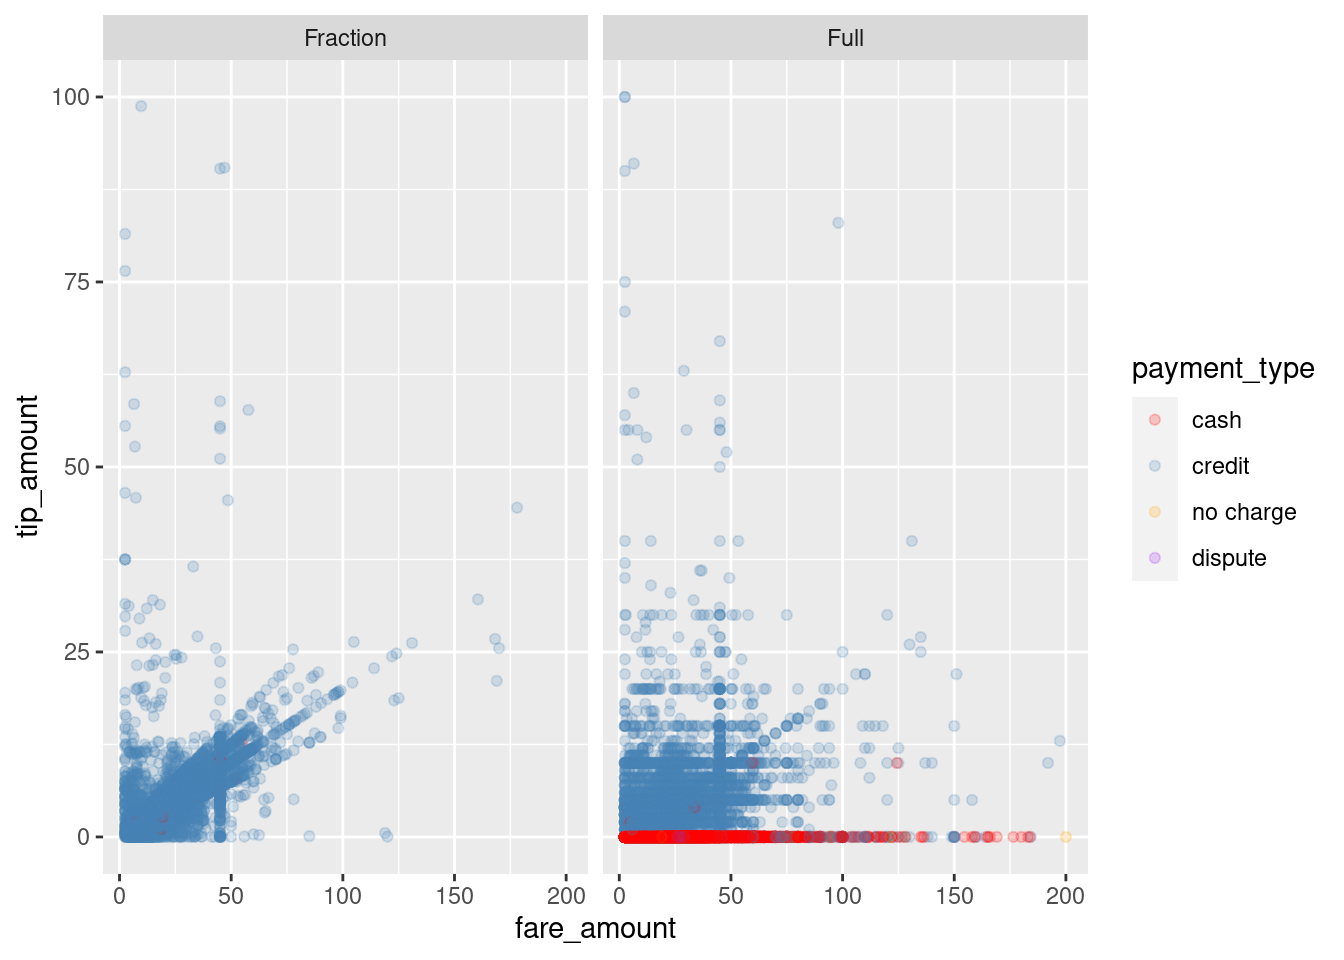 Fraction
Full
100
75
50
25
0
tip_amount
0 50 100 150 200
0 50 100 150 200
fare_amount
payment_type
cash
credit
no charge
dispute